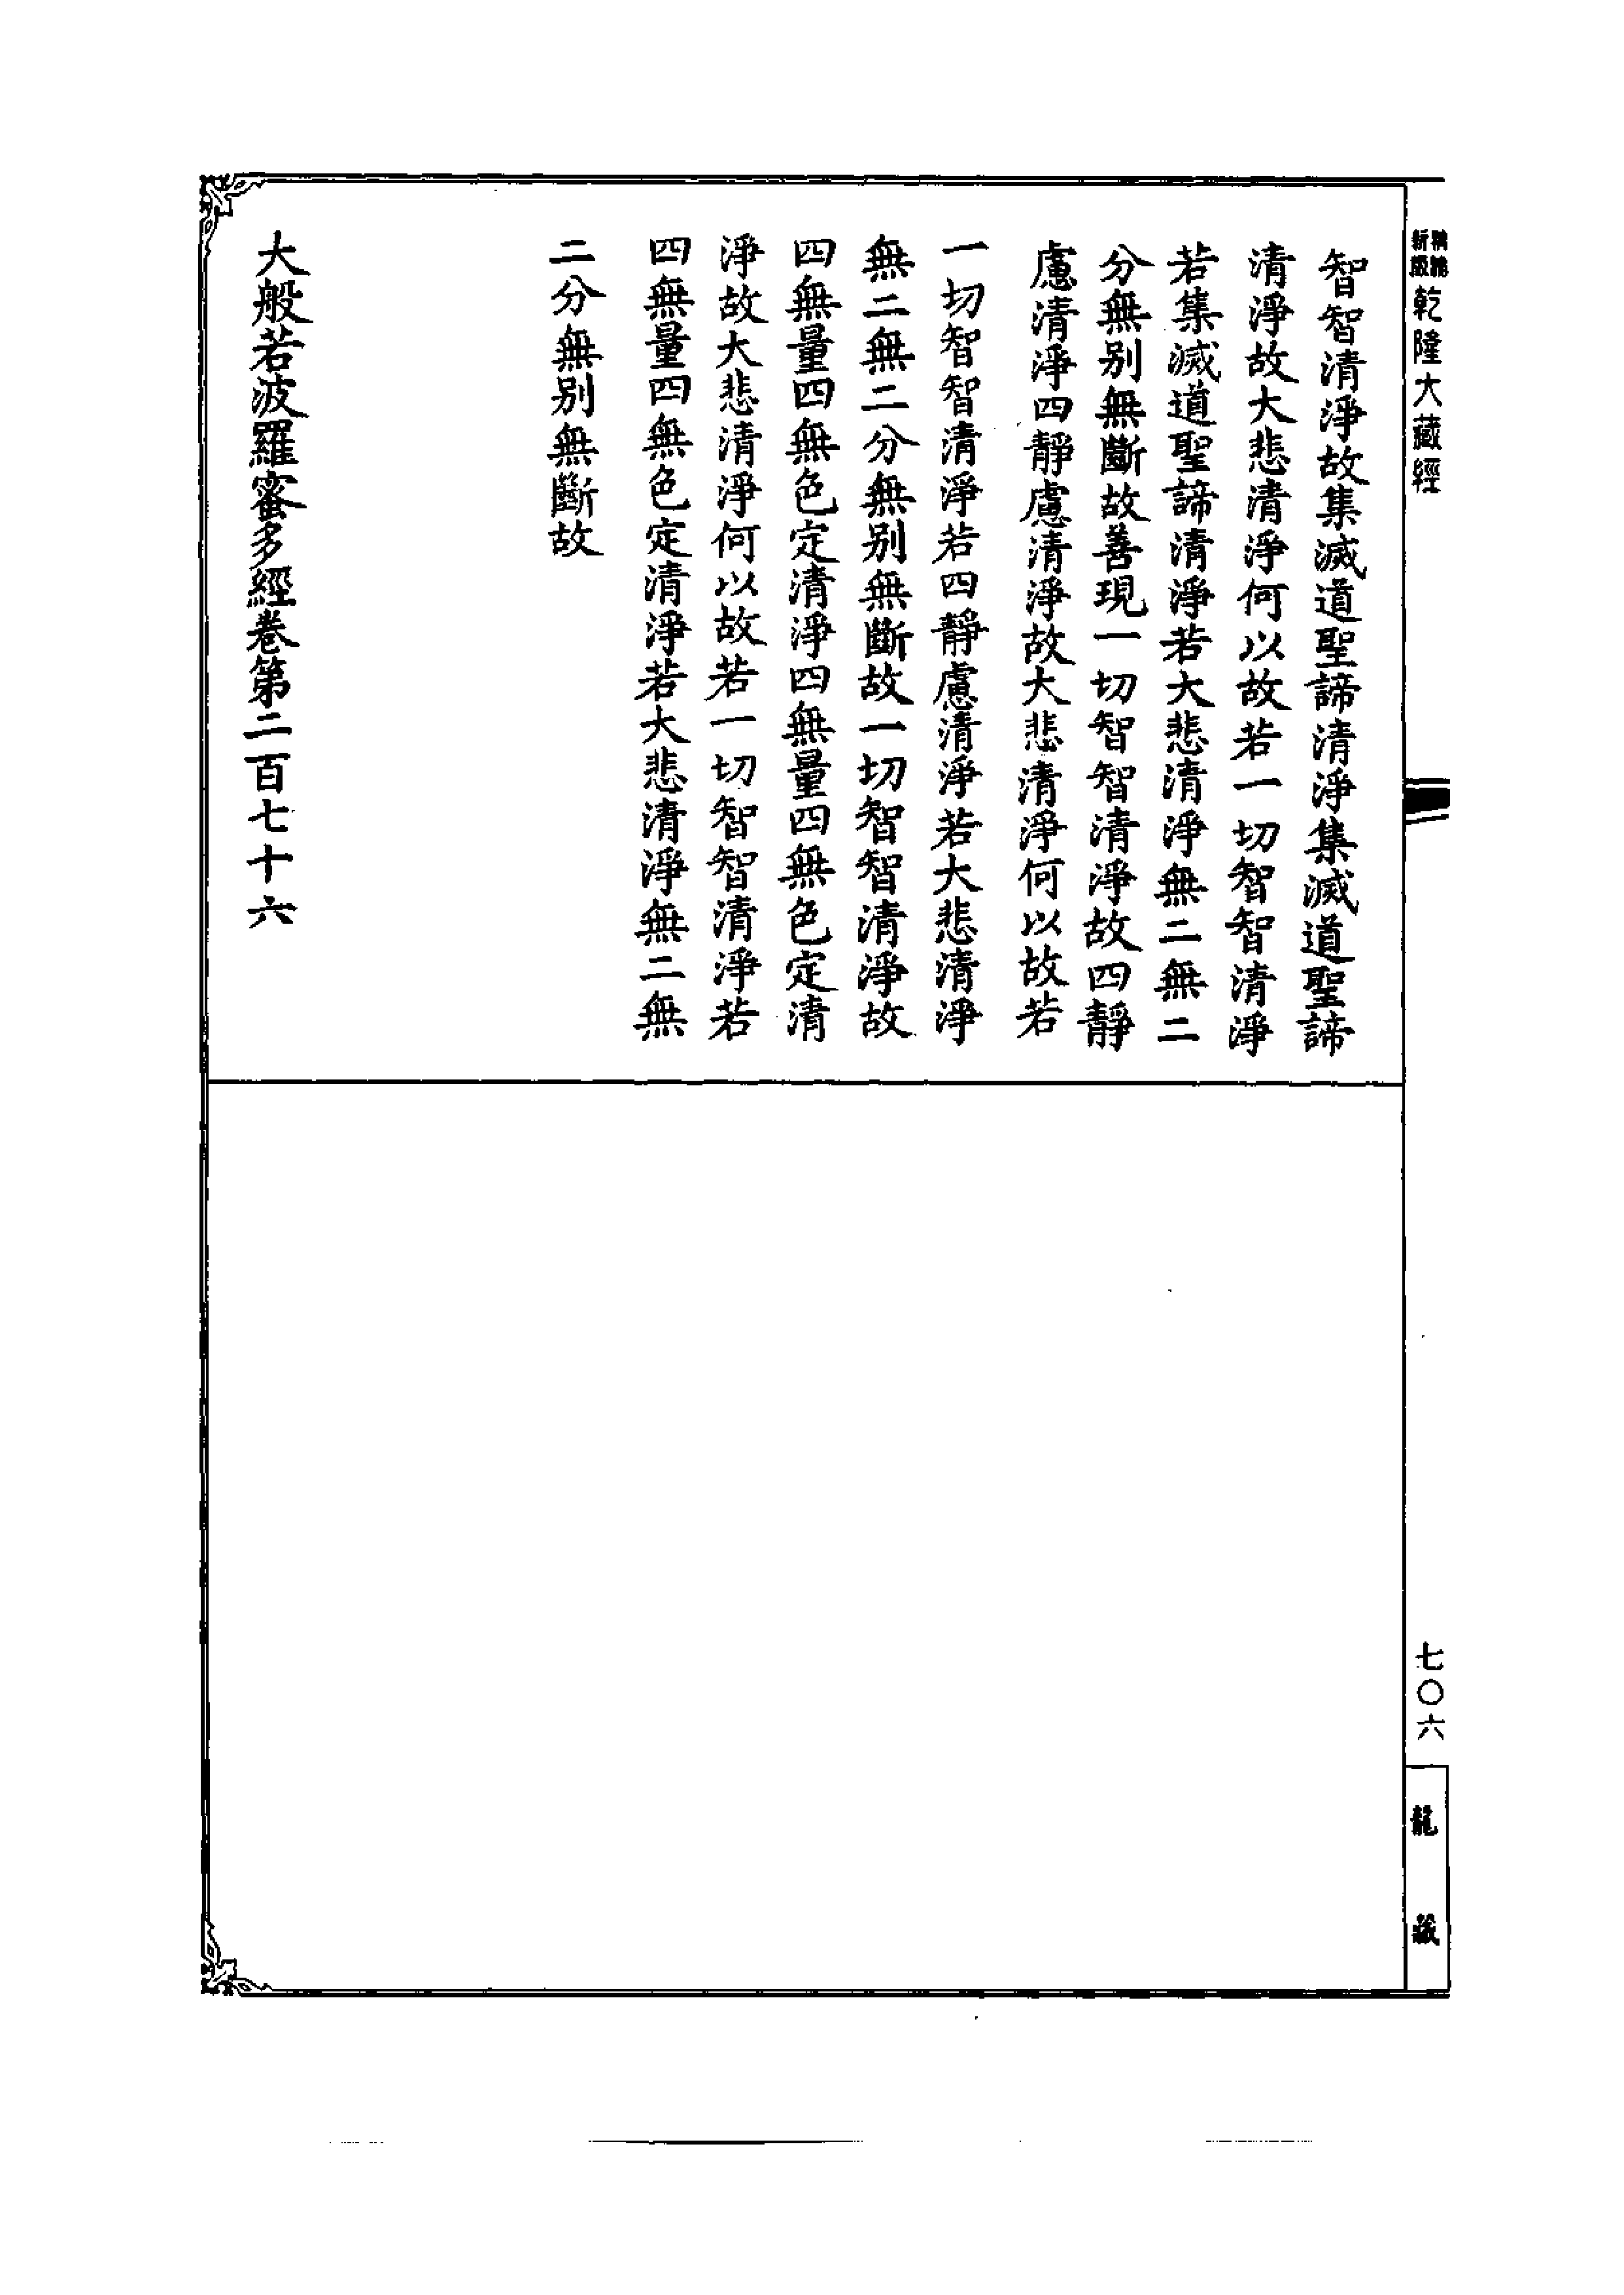 新版 乾隆大藏經
智智清淨故集滅道聖諦清淨集滅道聖諦
清淨故大悲清淨何以故若一切智智清淨
若集滅道聖諦清淨若大悲清淨無二無二
分無別無斷故善現一切智智清淨故四靜
慮清淨四靜慮清淨故大悲清淨何以故若
一切智智清淨若四靜慮清淨若大悲清淨
無二無二分無別無斷故一切智智清淨故
四無量四無色定清淨四無量四無色定清
淨故大悲清淨何以故若一切智智清淨若
四無量四無色定清淨若大悲清淨無二無
二分無別無斷故
大般若波羅蜜多經卷第二百七十六
七〇六
龍藏